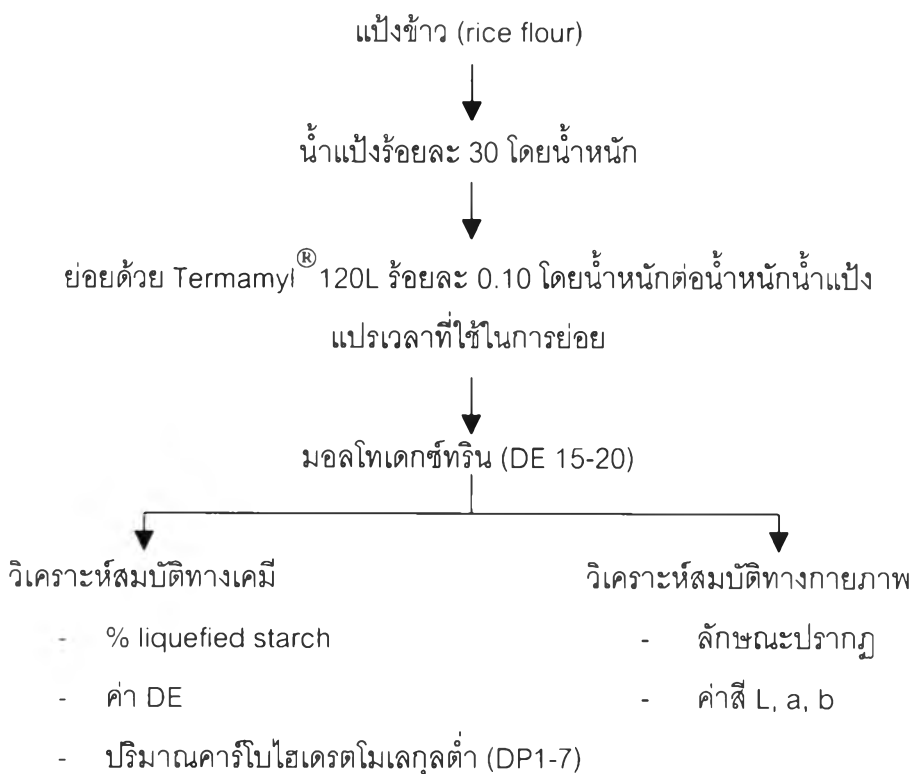 แป้งข้าว (rice flour)
น้ำแป้งร้อยละ 30 โดยน้ำหนัก
ย่อยด้วย Termamyl® 120L ร้อยละ 0.10 โดยน้ำหนักต่อน้ำหนักน้ำแป้ง
แปรเวลาที่ใช้ในการย่อย
มอลโทเดกซ์ทริน (DE 15-20)
วิเคราะห์สมบัติทางเคมี
- % liquefied starch
- ค่า DE
- ปริมาณคาร์โบไฮเดรตโมเลกุลต่ำ (DP1-7)
วิเคราะห์สมบัติทางกายภาพ
- ลักษณะปรากฏ
- ค่าสี L, a, b